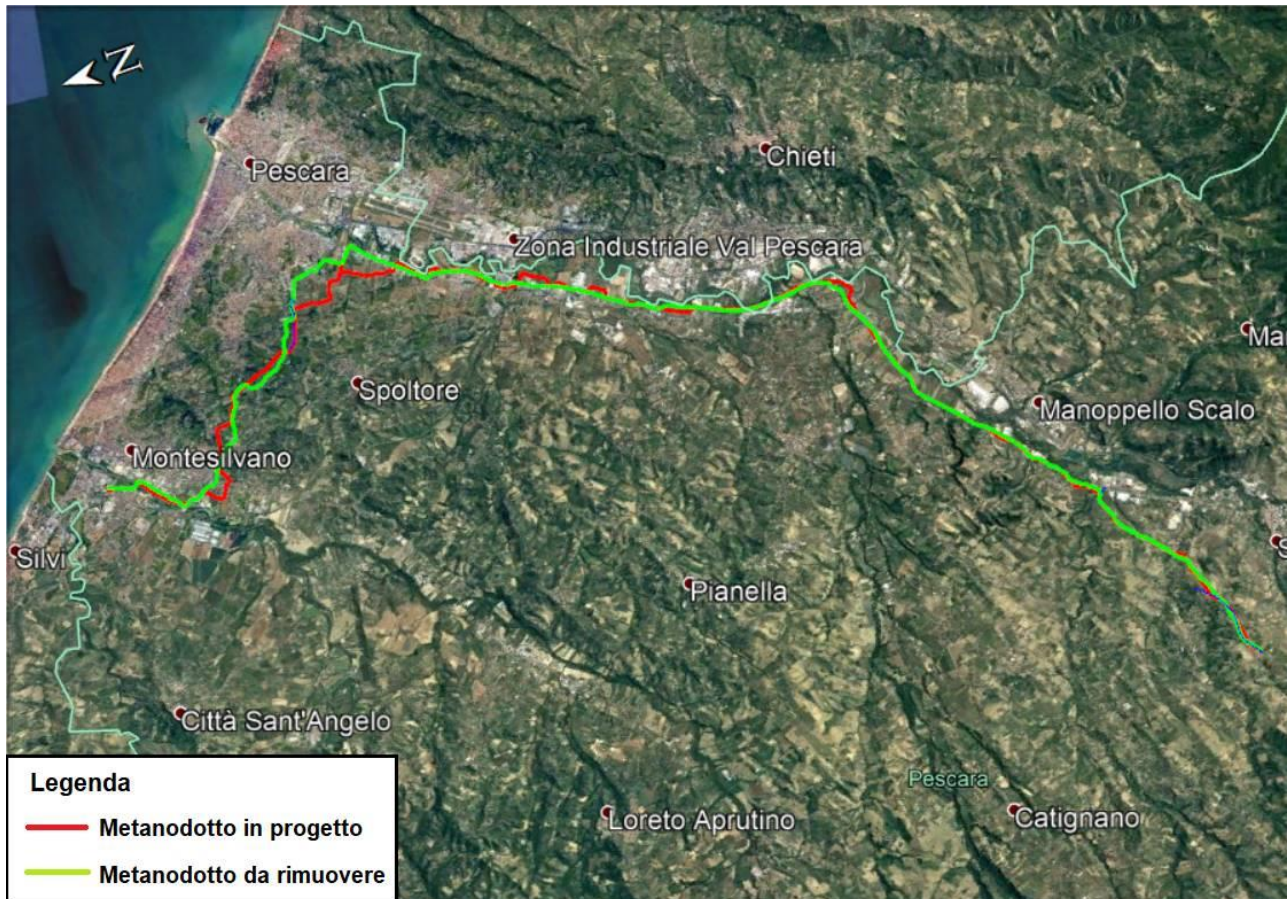 N
Pescara
Chieti
Zona Industriale Val Pescara
Spoltore
Ma
Manoppello Scalo
Montesilvano
Silvi
S
Pianella
Città Sant'Angelo
Pescara
Loreto Aprutino
Catignano
Legenda
Metanodotto in progetto
Metanodotto da rimuovere